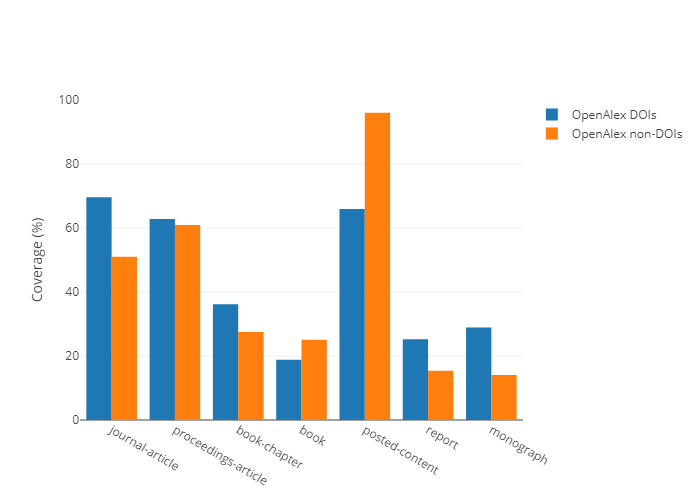 100
80
60
40
20
0
Coverage (%)
journal-article
proceedings-article
book-chapter
book
posted-content
report
monograph
OpenAlex DOIs
OpenAlex non-DOIs